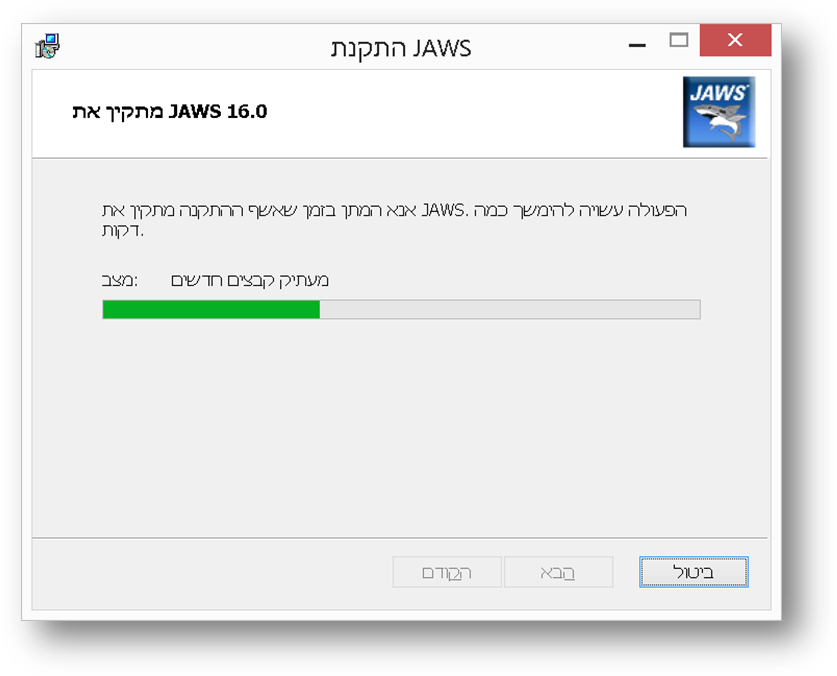 התקנת JAWS
JAWS
מתקין את JAWS 16.0
אנא המתן בזמן שאשף ההתקנה מתקין את JAWS. הפעולה עשויה להימשך כמה
דקות.
מצב: מעתיק קבצים חדשים
הקודם הבא ביטול